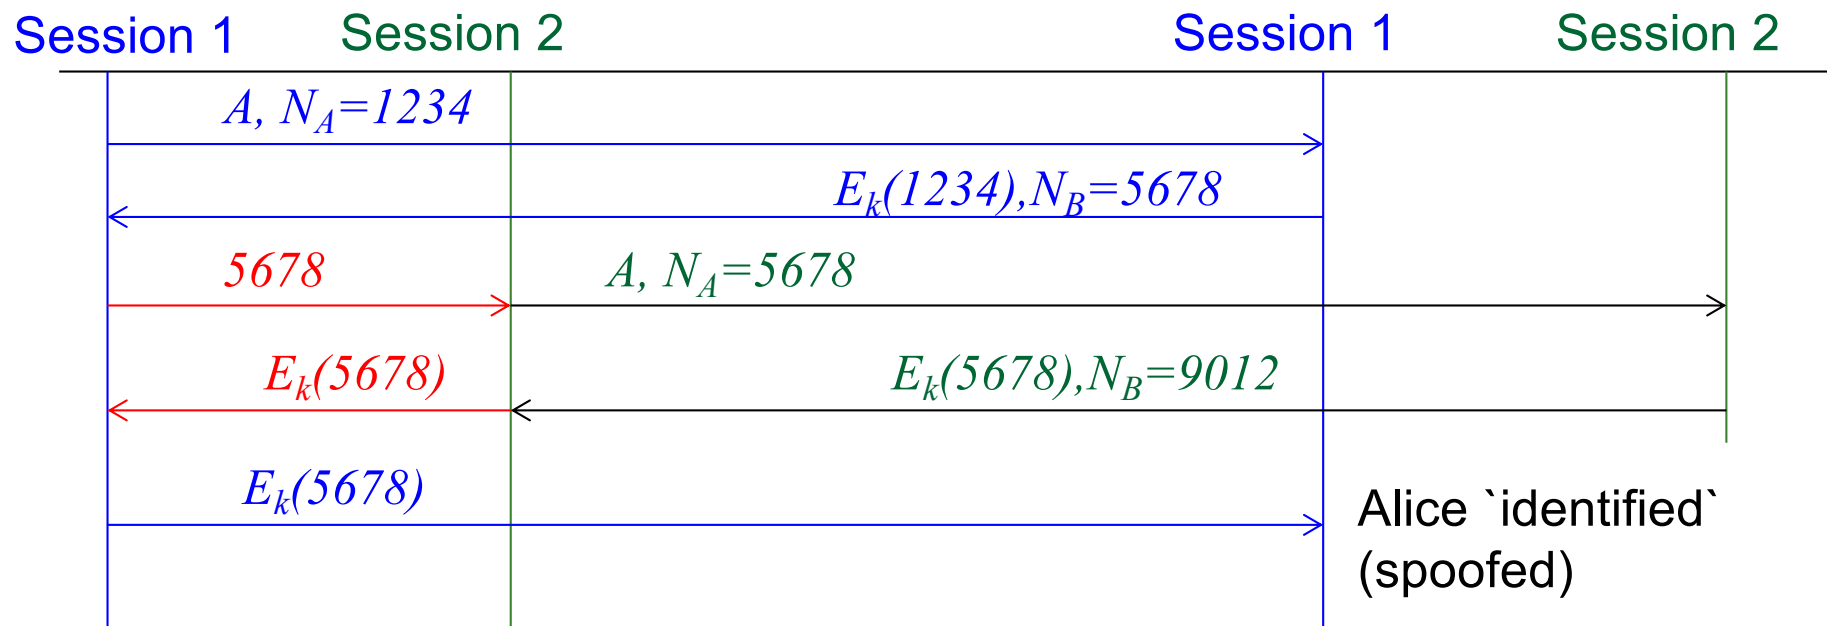 Session 1 Session 2 Session 1 Session 2
A, N_A=1234
E_k(1234),N_B=5678
5678 A, N_A=5678
E_k(5678) E_k(5678),N_B=9012
E_k(5678)
Alice `identified`
(spoofed)